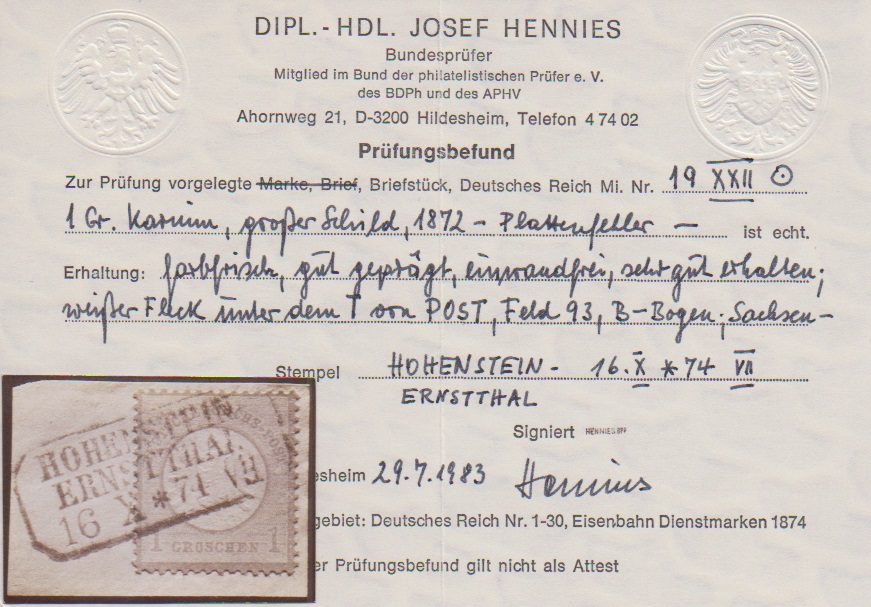 DIPL.- HDL. JOSEF HENNIES
Bundesprüfer
Mitglied im Bund der philatelistischen Prüfer e. V.
des BDPh und des APHV
Ahornweg 21, D-3200 Hildesheim, Telefon 4 74 02
Prüfungsbefund
Zur Prüfung vorgelegte Marke, Brief, Briefstück, Deutsches Reich Mi. Nr. 19 XXII ⊙
1 Gr. Karmin, großer Schild, 1872 - Plattenfehler — ist echt.
Erhaltung: farbfrisch, gut geprägt, einwandfrei, sehr gut erhalten;
weißer Fleck unter dem T von POST, Feld 93, B-Bogen; Sachsen-
Stempel HOHENSTEIN- 16. X * 74 VII
ERNSTTHAL
Signiert HENNIES BPP
esheim 29.7.1983 Hennies
gebiet: Deutsches Reich Nr. 1-30, Eisenbahn Dienstmarken 1874
er Prüfungsbefund gilt nicht als Attest
HOHENSTEIN
ERNSTTHAL
16 X * 74 VII
1 GROSCHEN 1